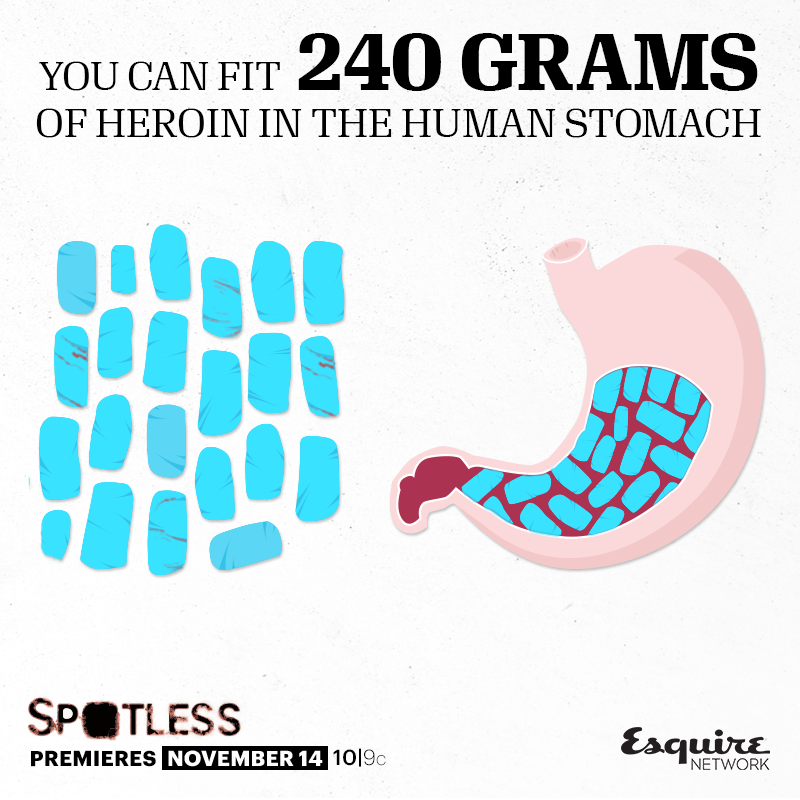 YOU CAN FIT 240 GRAMS
OF HEROIN IN THE HUMAN STOMACH
SPOTLESS
PREMIERES NOVEMBER 14 10|9c
Esquire
NETWORK